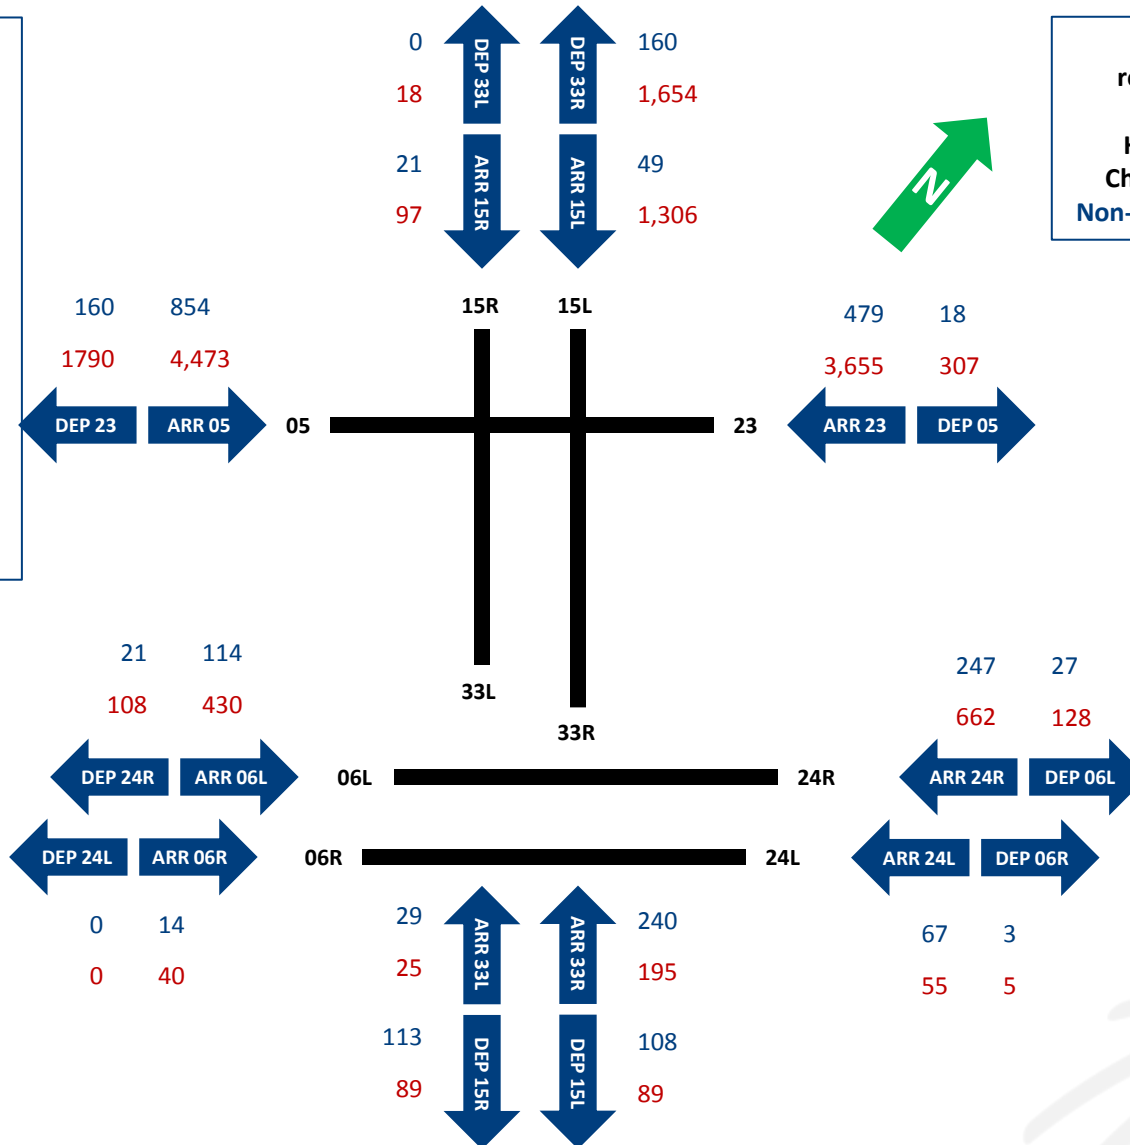 0
DEP 33L
DEP 33R
160
18
1,654
21
ARR 15R
ARR 15L
49
97
1,306
N
Non-
160 854
1790 4,473
DEP 23
ARR 05
05
15R
15L
23
479 18
3,655 307
ARR 23
DEP 05
21 114
108 430
DEP 24R
ARR 06L
06L
33L
33R
24R
247 27
662 128
ARR 24R
DEP 06L
DEP 24L
ARR 06R
06R
24L
ARR 24L
DEP 06R
0 14
0 40
29
ARR 33L
ARR 33R
240
25
195
67 3
55 5
113
DEP 15R
DEP 15L
108
89
89